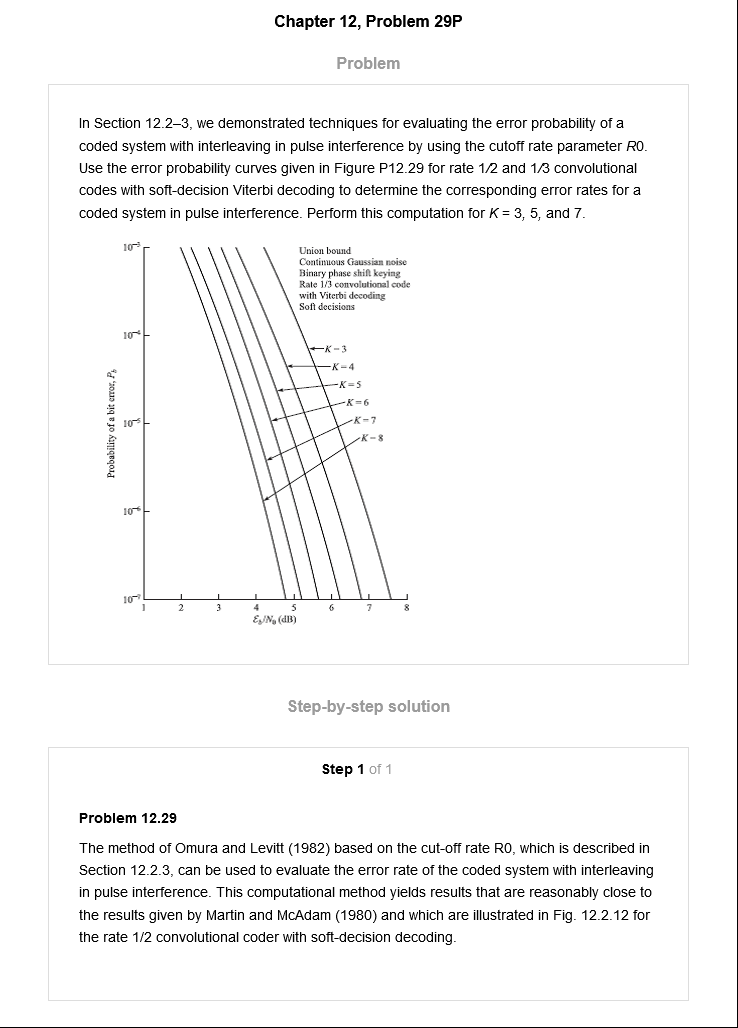 Chapter 12, Problem 29P
Problem
In Section 12.2–3, we demonstrated techniques for evaluating the error probability of a
coded system with interleaving in pulse interference by using the cutoff rate parameter R0.
Use the error probability curves given in Figure P12.29 for rate 1/2 and 1/3 convolutional
codes with soft-decision Viterbi decoding to determine the corresponding error rates for a
coded system in pulse interference. Perform this computation for K = 3, 5, and 7.
Union bound
Continuous Gaussian noise
Binary phase shift keying
Rate 1/3 convolutional code
with Viterbi decoding
Soft decisions
10⁻³
10⁻⁴
10⁻⁵
10⁻⁶
10⁻⁷
Probability of a bit error, P_b
K = 3
K = 4
K = 5
K = 6
K = 7
K = 8
1 2 3 4 5 6 7 8
ℰ_b/N_0 (dB)
Step-by-step solution
Step 1 of 1
Problem 12.29
The method of Omura and Levitt (1982) based on the cut-off rate R0, which is described in
Section 12.2.3, can be used to evaluate the error rate of the coded system with interleaving
in pulse interference. This computational method yields results that are reasonably close to
the results given by Martin and McAdam (1980) and which are illustrated in Fig. 12.2.12 for
the rate 1/2 convolutional coder with soft-decision decoding.